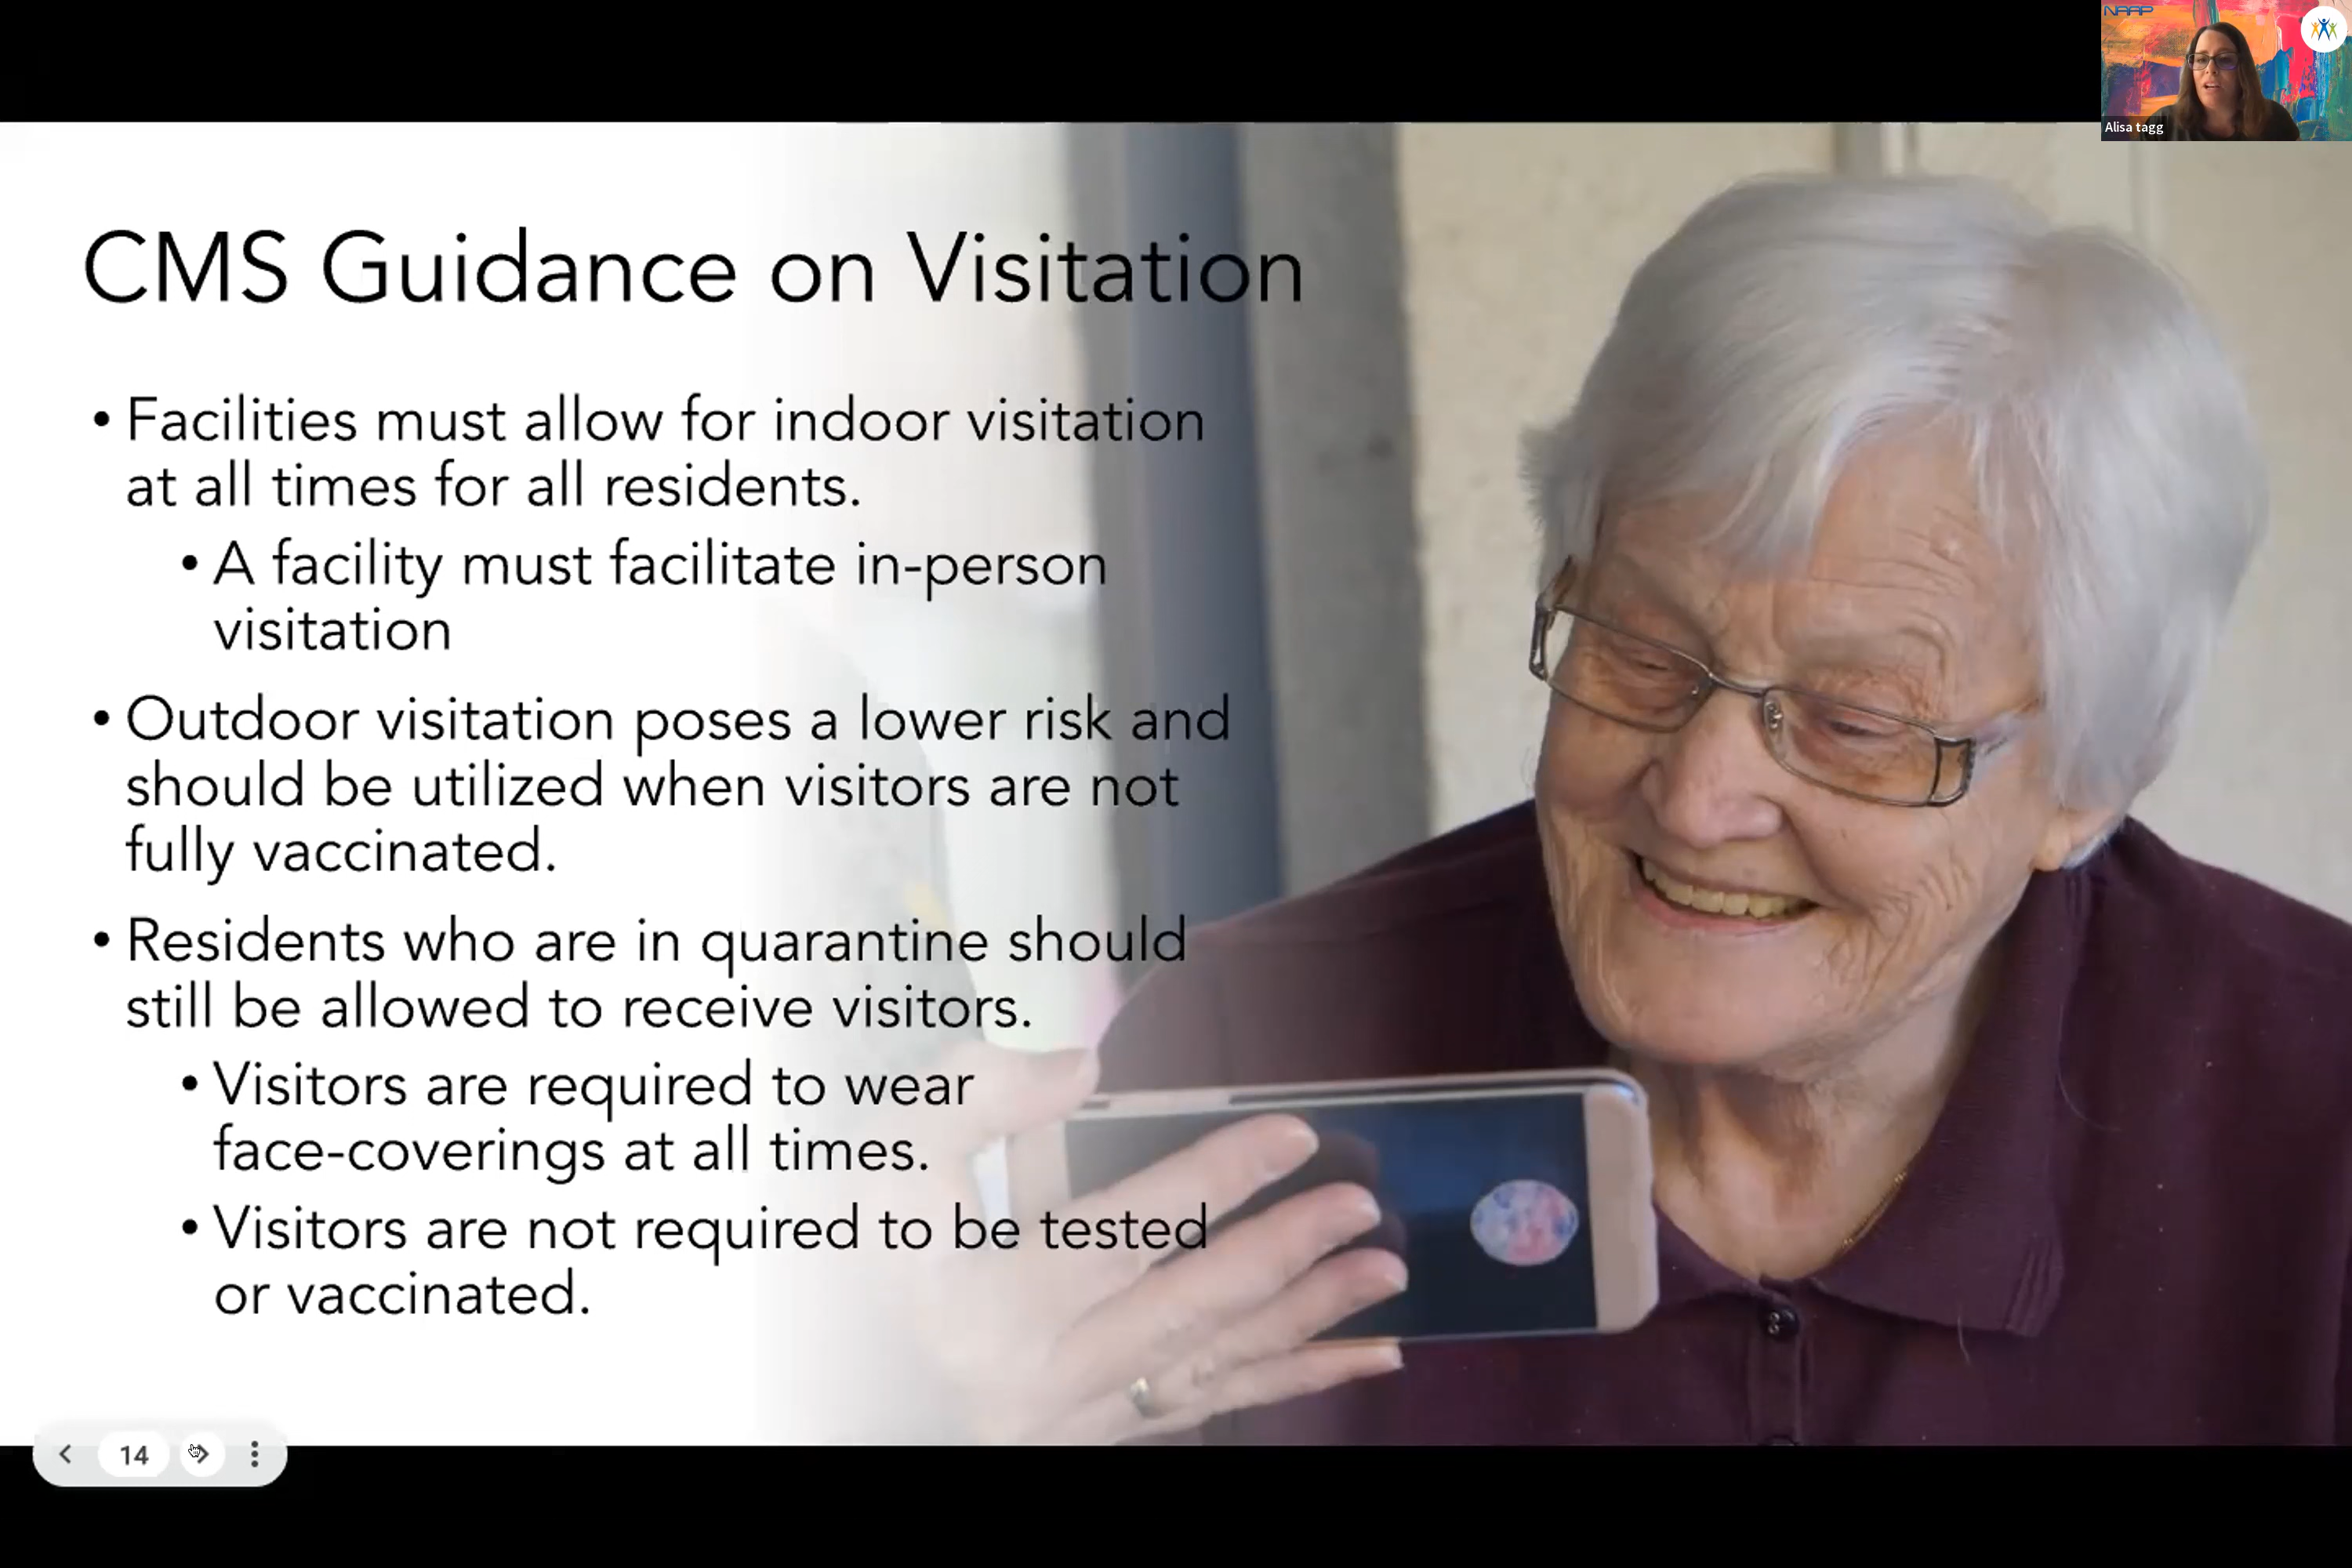 NAAP
Alisa tagg
CMS Guidance on Visitation
• Facilities must allow for indoor visitation
at all times for all residents.
• A facility must facilitate in-person
visitation
• Outdoor visitation poses a lower risk and
should be utilized when visitors are not
fully vaccinated.
• Residents who are in quarantine should
still be allowed to receive visitors.
• Visitors are required to wear
face-coverings at all times.
• Visitors are not required to be tested
or vaccinated.
14